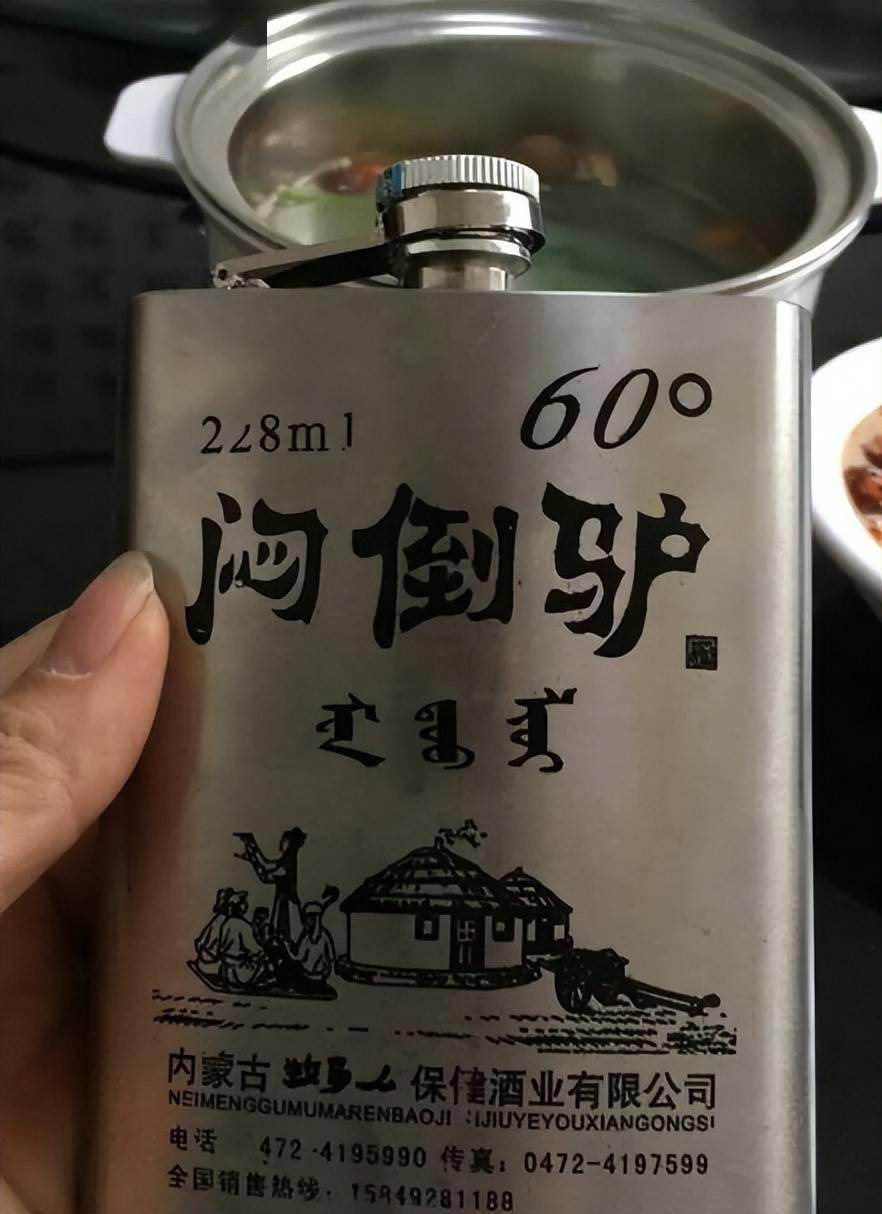 228ml 60°
闷倒驴
内蒙古牧马人保健酒业有限公司
NEIMENGGUMUMARENBAOJI IJIUYEYOUXIANGONGSI
电话 472-4195990 传真：0472-4197599
全国销售热线：15849281188